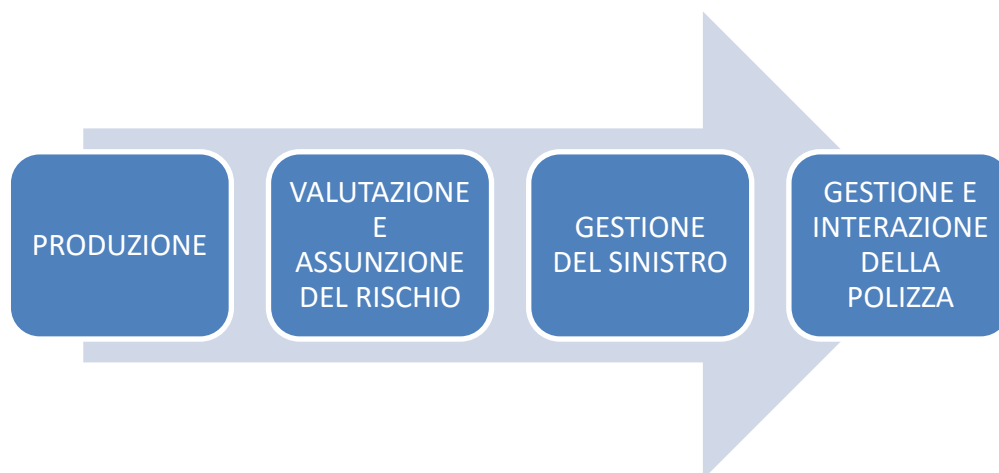 PRODUZIONE
VALUTAZIONE
E
ASSUNZIONE
DEL RISCHIO
GESTIONE
DEL SINISTRO
GESTIONE E
INTERAZIONE
DELLA
POLIZZA